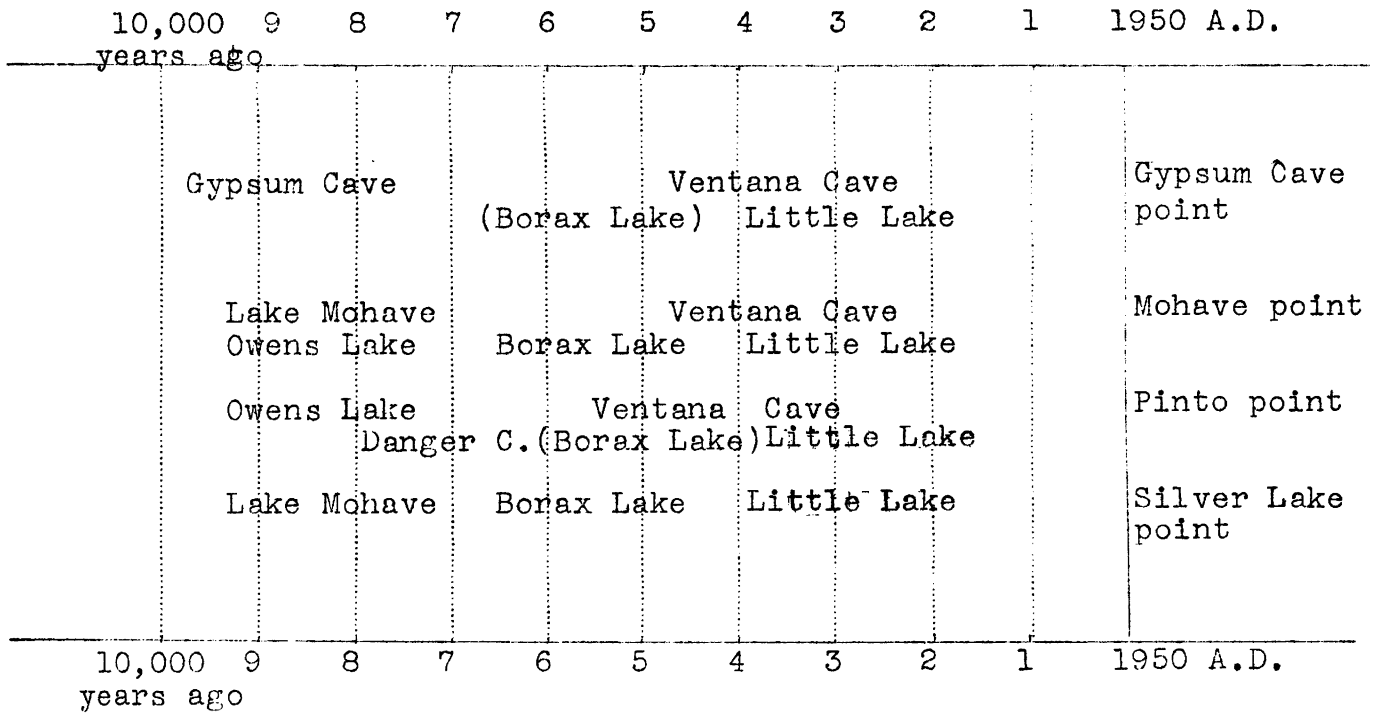 10,000 9 8 7 6 5 4 3 2 1 1950 A.D.
years ago
Gypsum Cave Ventana Cave Gypsum Cave
(Borax Lake) Little Lake point
Lake Mohave Ventana Cave Mohave point
Owens Lake Borax Lake Little Lake
Owens Lake Ventana Cave Pinto point
Danger C. (Borax Lake) Little Lake
Lake Mohave Borax Lake Little Lake Silver Lake
point
10,000 9 8 7 6 5 4 3 2 1 1950 A.D.
years ago